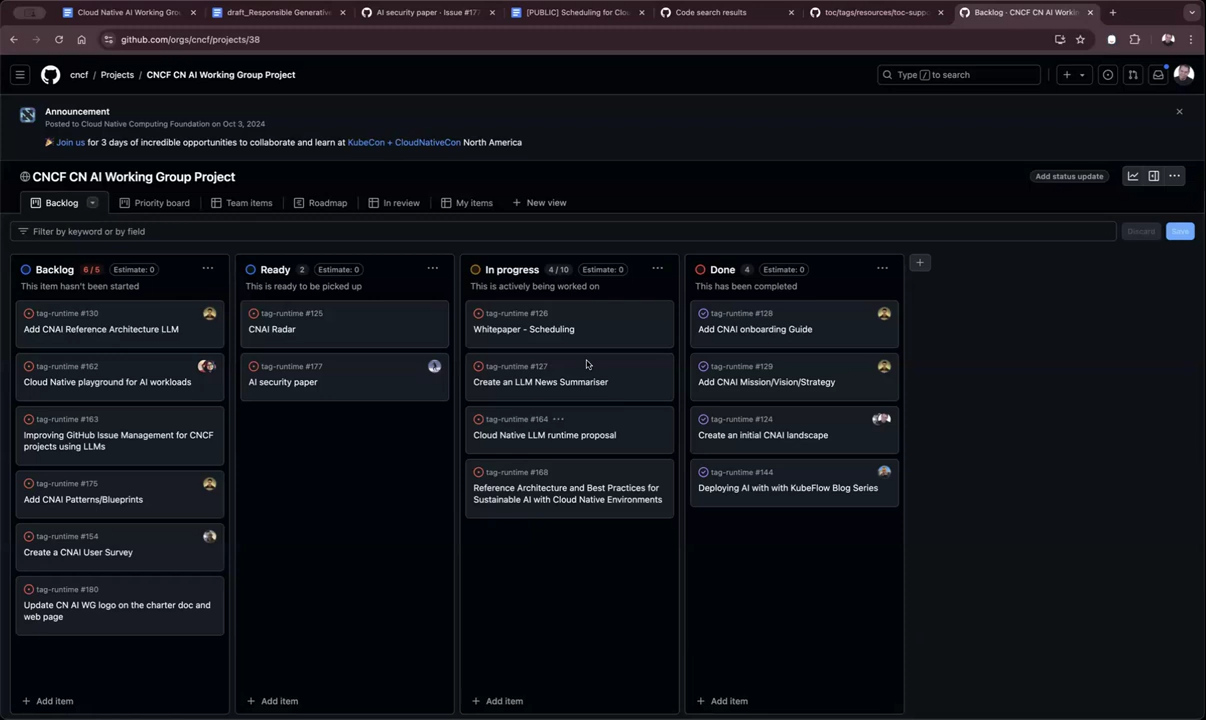 Cloud Native AI Working Gro
draft_Responsible Generative
AI security paper · Issue #177
[PUBLIC] Scheduling for Clo
Code search results
toc/tags/resources/toc-supp
Backlog · CNCF CN AI Workin
github.com/orgs/cncf/projects/38
cncf / Projects / CNCF CN AI Working Group Project
Type / to search
Announcement
Posted to Cloud Native Computing Foundation on Oct 3, 2024
🎉 Join us for 3 days of incredible opportunities to collaborate and learn at KubeCon + CloudNativeCon North America
CNCF CN AI Working Group Project
Add status update
Backlog
Priority board
Team items
Roadmap
In review
My items
New view
Filter by keyword or by field
Discard
Save
Backlog 6 / 5 Estimate: 0
This item hasn't been started
tag-runtime #130
Add CNAI Reference Architecture LLM
tag-runtime #162
Cloud Native playground for AI workloads
tag-runtime #163
Improving GitHub Issue Management for CNCF
projects using LLMs
tag-runtime #175
Add CNAI Patterns/Blueprints
tag-runtime #154
Create a CNAI User Survey
tag-runtime #180
Update CN AI WG logo on the charter doc and
web page
Add item
Ready 2 Estimate: 0
This is ready to be picked up
tag-runtime #125
CNAI Radar
tag-runtime #177
AI security paper
Add item
In progress 4 / 10 Estimate: 0
This is actively being worked on
tag-runtime #126
Whitepaper - Scheduling
tag-runtime #127
Create an LLM News Summariser
tag-runtime #164
Cloud Native LLM runtime proposal
tag-runtime #168
Reference Architecture and Best Practices for
Sustainable AI with Cloud Native Environments
Add item
Done 4 Estimate: 0
This has been completed
tag-runtime #128
Add CNAI onboarding Guide
tag-runtime #129
Add CNAI Mission/Vision/Strategy
tag-runtime #124
Create an initial CNAI landscape
tag-runtime #144
Deploying AI with with KubeFlow Blog Series
Add item